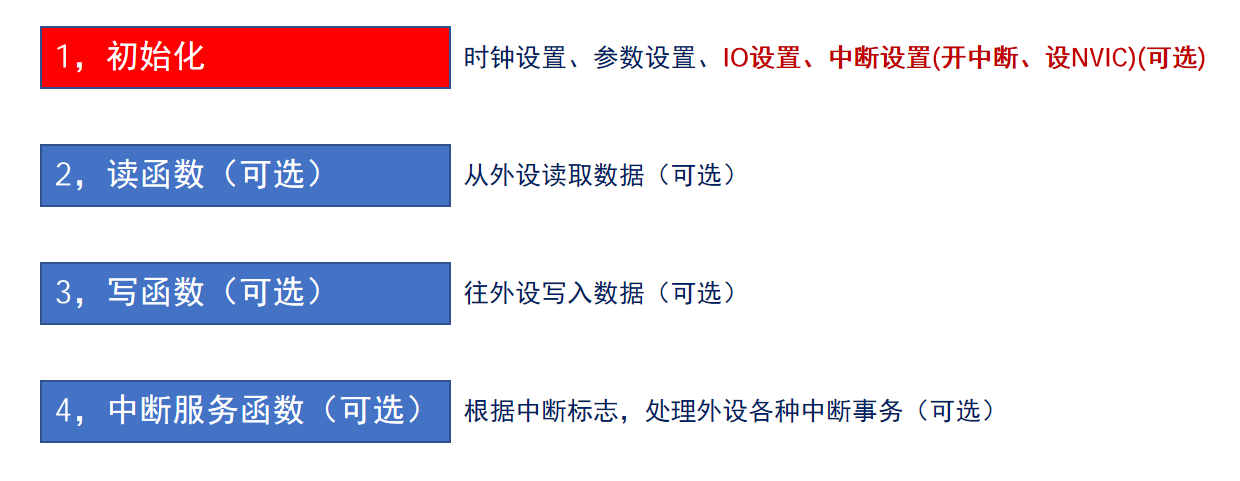 1，初始化
时钟设置、参数设置、IO设置、中断设置(开中断、设NVIC)(可选)
2，读函数（可选）
从外设读取数据（可选）
3，写函数（可选）
往外设写入数据（可选）
4，中断服务函数（可选）
根据中断标志，处理外设各种中断事务（可选）